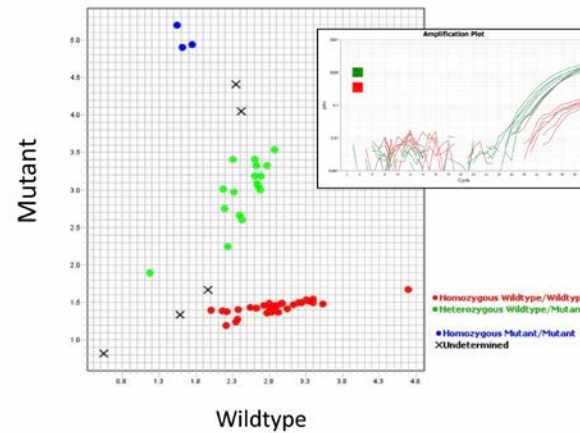 Amplification Plot
Cycle
Mutant
5.0
4.5
4.0
3.5
3.0
2.5
2.0
1.5
1.0
0.8 1.3 1.8 2.3 2.8 3.3 3.8 4.3 4.8
Wildtype
Homozygous Wildtype/Wildtyp
Heterozygous Wildtype/Mutan
Homozygous Mutant/Mutant
Undetermined